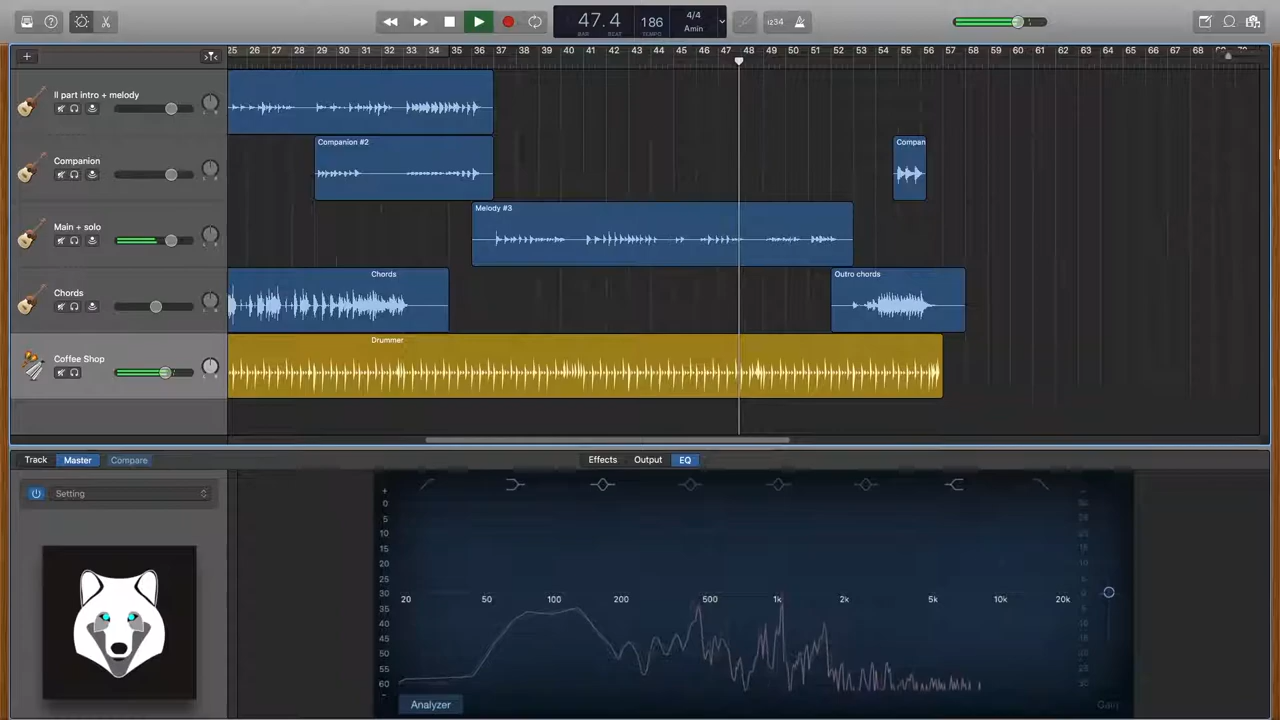 1234
47.4
BAR BEAT
186
TEMPO
4/4
Amin
25 26 27 28 29 30 31 32 33 34 35 36 37 38 39 40 41 42 43 44 45 46 47 48 49 50 51 52 53 54 55 56 57 58 59 60 61 62 63 64 65 66 67 68
II part intro + melody
Companion
Companion #2
Compan
Main + solo
Melody #3
Chords
Chords
Outro chords
Coffee Shop
Drummer
Track Master Compare
Effects Output EQ
Setting
+
0
5
10
15
20
25
30
35
40
45
50
55
60
-
20 50 100 200 500 1k 2k 5k 10k 20k
Analyzer
Gain